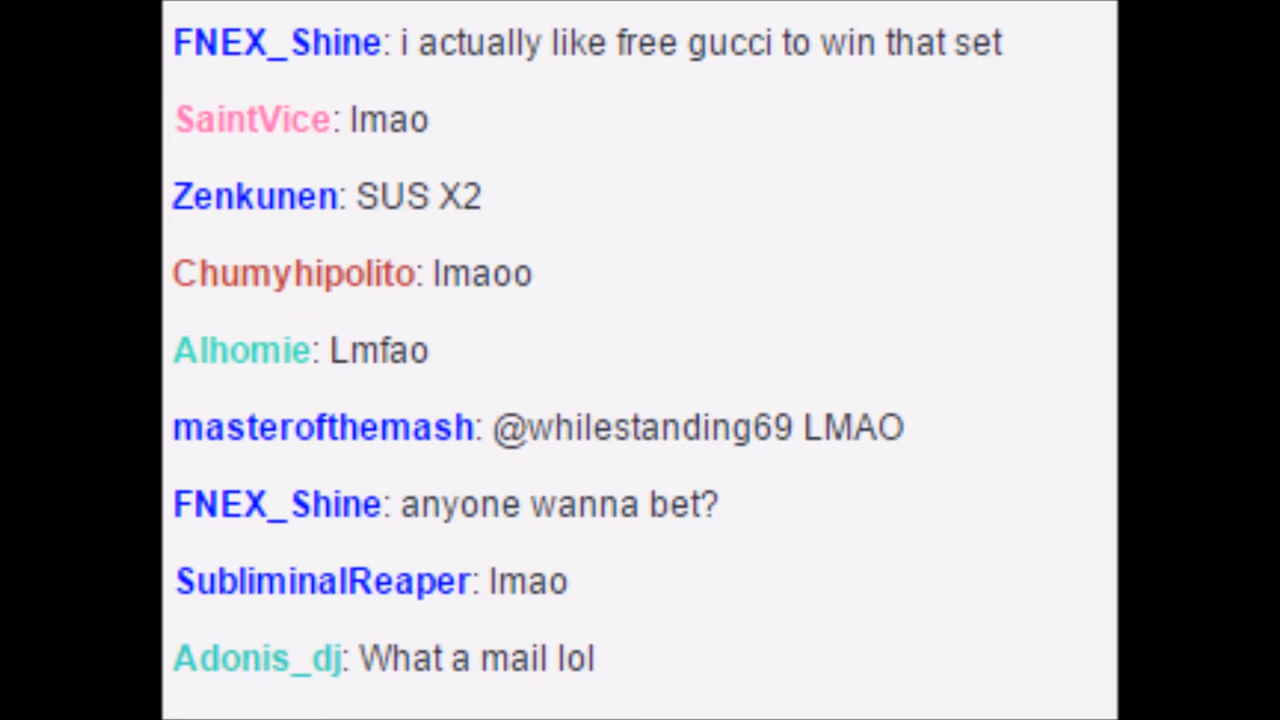 FNEX_Shine: i actually like free gucci to win that set
SaintVice: lmao
Zenkunen: SUS X2
Chumyhipolito: lmaoo
Alhomie: Lmfao
masterofthemash: @whilestanding69 LMAO
FNEX_Shine: anyone wanna bet?
SubliminalReaper: lmao
Adonis_dj: What a mail lol